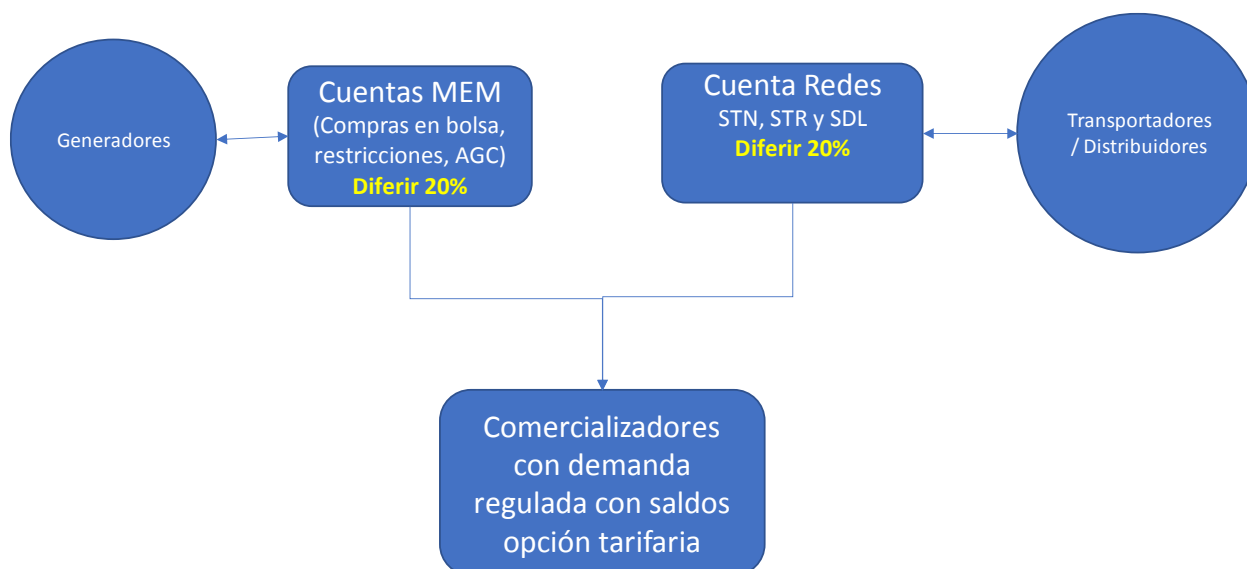 Generadores
Cuentas MEM
(Compras en bolsa,
restricciones, AGC)
Diferir 20%
Cuenta Redes
STN, STR y SDL
Diferir 20%
Transportadores
/ Distribuidores
Comercializadores
con demanda
regulada con saldos
opción tarifaria